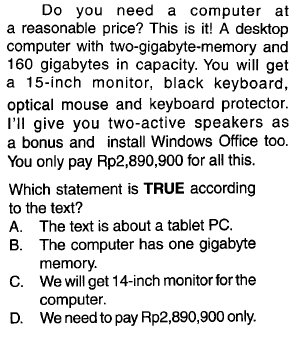 Do you need a computer at
a reasonable price? This is it! A desktop
computer with two-gigabyte-memory and
160 gigabytes in capacity. You will get
a 15-inch monitor, black keyboard,
optical mouse and keyboard protector.
I'll give you two-active speakers as
a bonus and install Windows Office too.
You only pay Rp2,890,900 for all this.
Which statement is TRUE according
to the text?
A. The text is about a tablet PC.
B. The computer has one gigabyte
memory.
C. We will get 14-inch monitor for the
computer.
D. We need to pay Rp2,890,900 only.